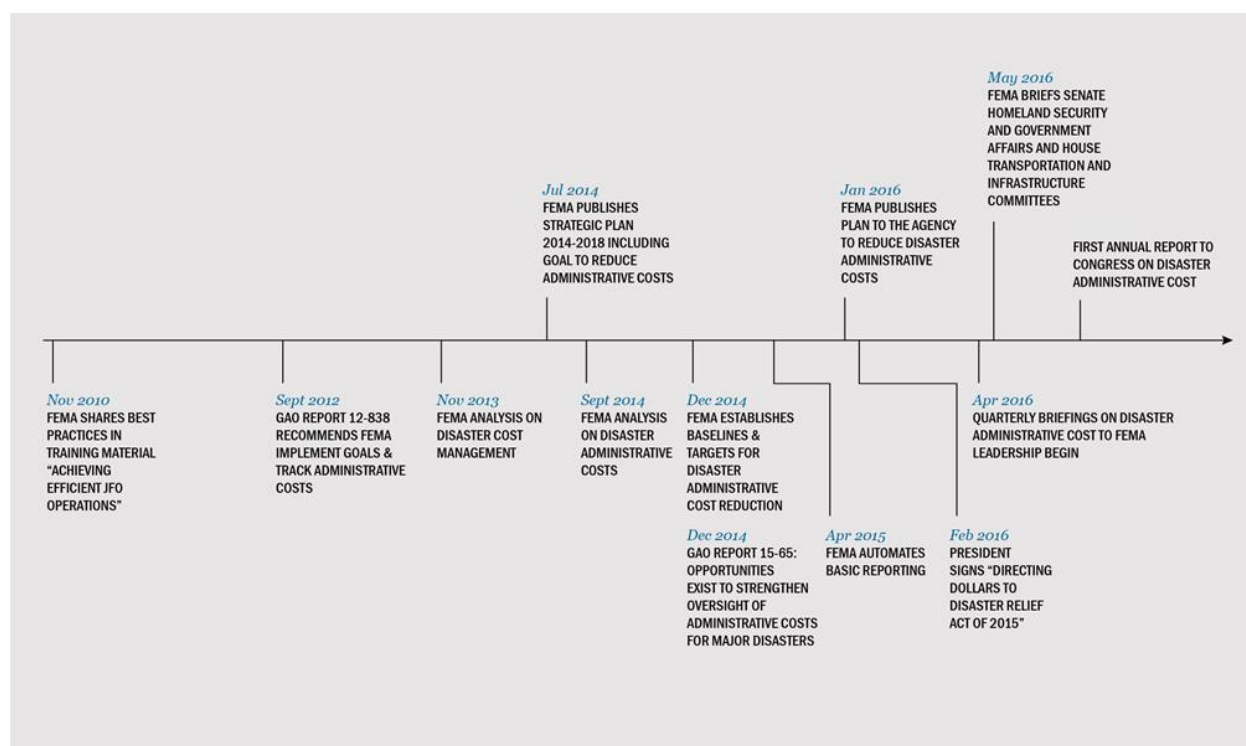 May 2016
FEMA BRIEFS SENATE
HOMELAND SECURITY
AND GOVERNMENT
AFFAIRS AND HOUSE
TRANSPORTATION AND
INFRASTRUCTURE
COMMITTEES
Jul 2014
FEMA PUBLISHES
STRATEGIC PLAN
2014-2018 INCLUDING
GOAL TO REDUCE
ADMINISTRATIVE COSTS
Jan 2016
FEMA PUBLISHES
PLAN TO THE AGENCY
TO REDUCE DISASTER
ADMINISTRATIVE
COSTS
FIRST ANNUAL REPORT TO
CONGRESS ON DISASTER
ADMINISTRATIVE COST
Nov 2010
FEMA SHARES BEST
PRACTICES IN
TRAINING MATERIAL
“ACHIEVING
EFFICIENT JFO
OPERATIONS”
Sept 2012
GAO REPORT 12-838
RECOMMENDS FEMA
IMPLEMENT GOALS &
TRACK ADMINISTRATIVE
COSTS
Nov 2013
FEMA ANALYSIS ON
DISASTER COST
MANAGEMENT
Sept 2014
FEMA ANALYSIS
ON DISASTER
ADMINISTRATIVE
COSTS
Dec 2014
FEMA ESTABLISHES
BASELINES &
TARGETS FOR
DISASTER
ADMINISTRATIVE
COST REDUCTION
Apr 2016
QUARTERLY BRIEFINGS ON DISASTER
ADMINISTRATIVE COST TO FEMA
LEADERSHIP BEGIN
Dec 2014
GAO REPORT 15-65:
OPPORTUNITIES
EXIST TO STRENGTHEN
OVERSIGHT OF
ADMINISTRATIVE COSTS
FOR MAJOR DISASTERS
Apr 2015
FEMA AUTOMATES
BASIC REPORTING
Feb 2016
PRESIDENT
SIGNS “DIRECTING
DOLLARS TO
DISASTER RELIEF
ACT OF 2015”